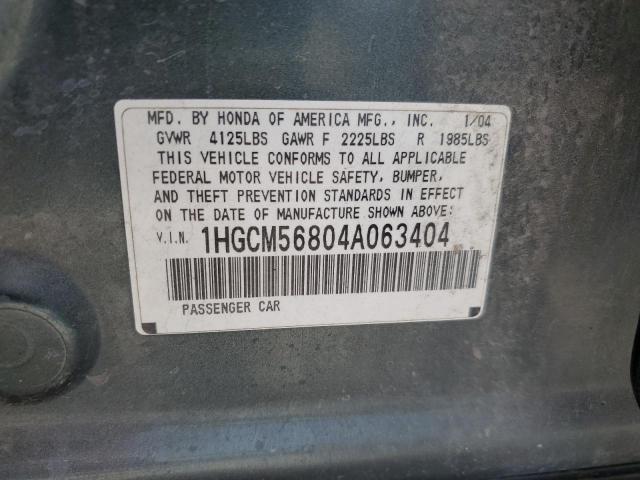 MFD. BY HONDA OF AMERICA MFG., INC. 1/04
GVWR 4125LBS GAWR F 2225LBS R 1985LBS
THIS VEHICLE CONFORMS TO ALL APPLICABLE
FEDERAL MOTOR VEHICLE SAFETY, BUMPER,
AND THEFT PREVENTION STANDARDS IN EFFECT
ON THE DATE OF MANUFACTURE SHOWN ABOVE:
V.I.N. 1HGCM56804A063404
PASSENGER CAR